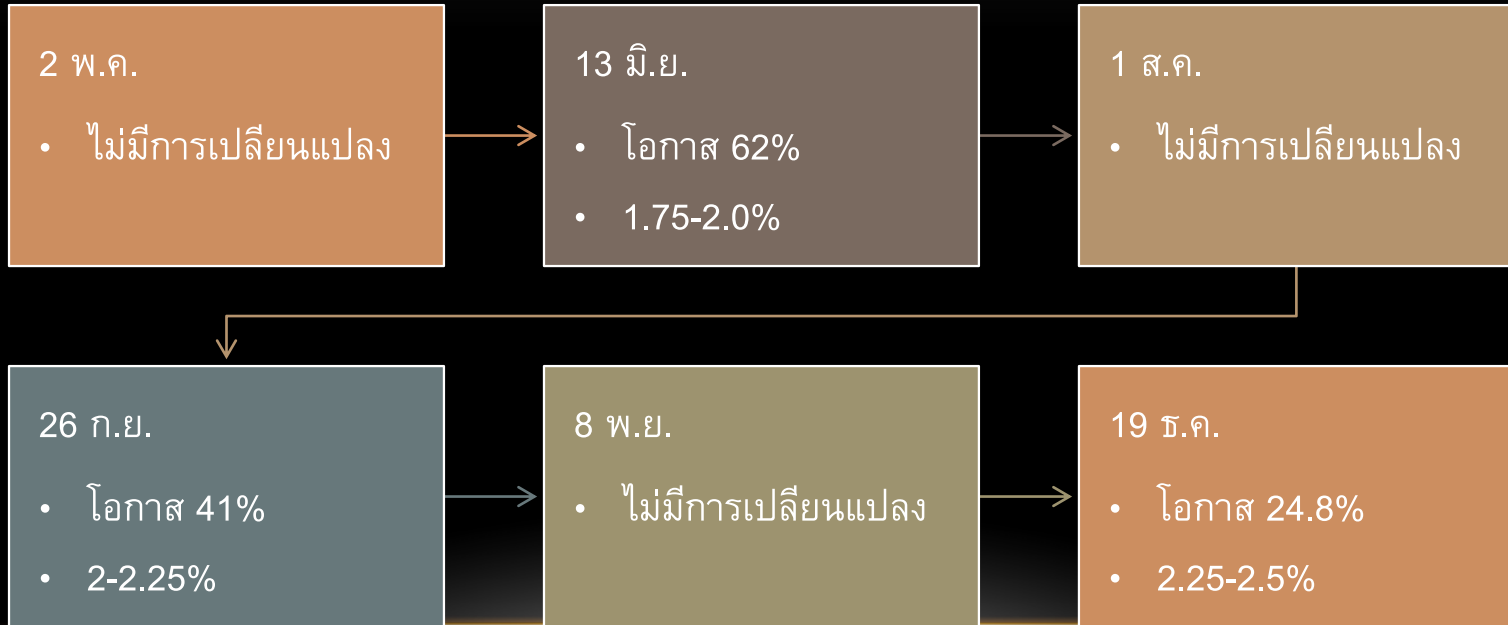 2 พ.ค.
• ไม่มีการเปลี่ยนแปลง
13 มิ.ย.
• โอกาส 62%
• 1.75-2.0%
1 ส.ค.
• ไม่มีการเปลี่ยนแปลง
26 ก.ย.
• โอกาส 41%
• 2-2.25%
8 พ.ย.
• ไม่มีการเปลี่ยนแปลง
19 ธ.ค.
• โอกาส 24.8%
• 2.25-2.5%